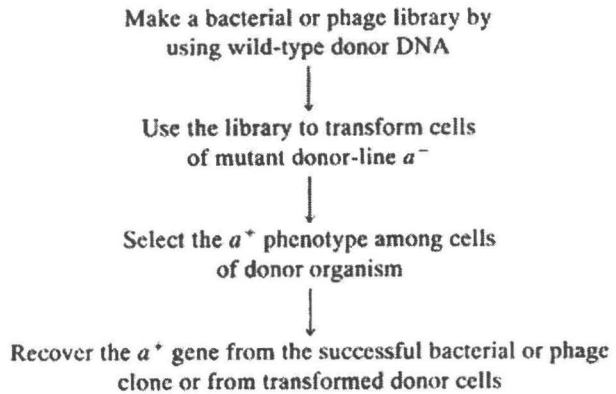 Make a bacterial or phage library by
using wild-type donor DNA
Use the library to transform cells
of mutant donor-line a⁻
Select the a⁺ phenotype among cells
of donor organism
Recover the a⁺ gene from the successful bacterial or phage
clone or from transformed donor cells